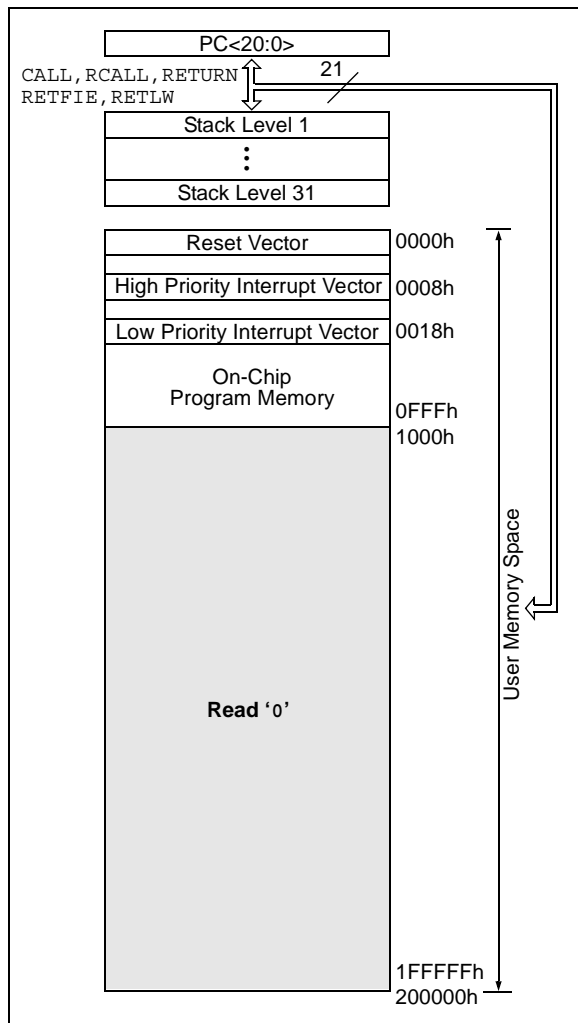 PC<20:0>
CALL,RCALL,RETURN
RETFIE,RETLW
21
Stack Level 1
Stack Level 31
Reset Vector
0000h
High Priority Interrupt Vector
0008h
Low Priority Interrupt Vector
0018h
On-Chip
Program Memory
0FFFh
1000h
User Memory Space
Read ‘0’
1FFFFFh
200000h